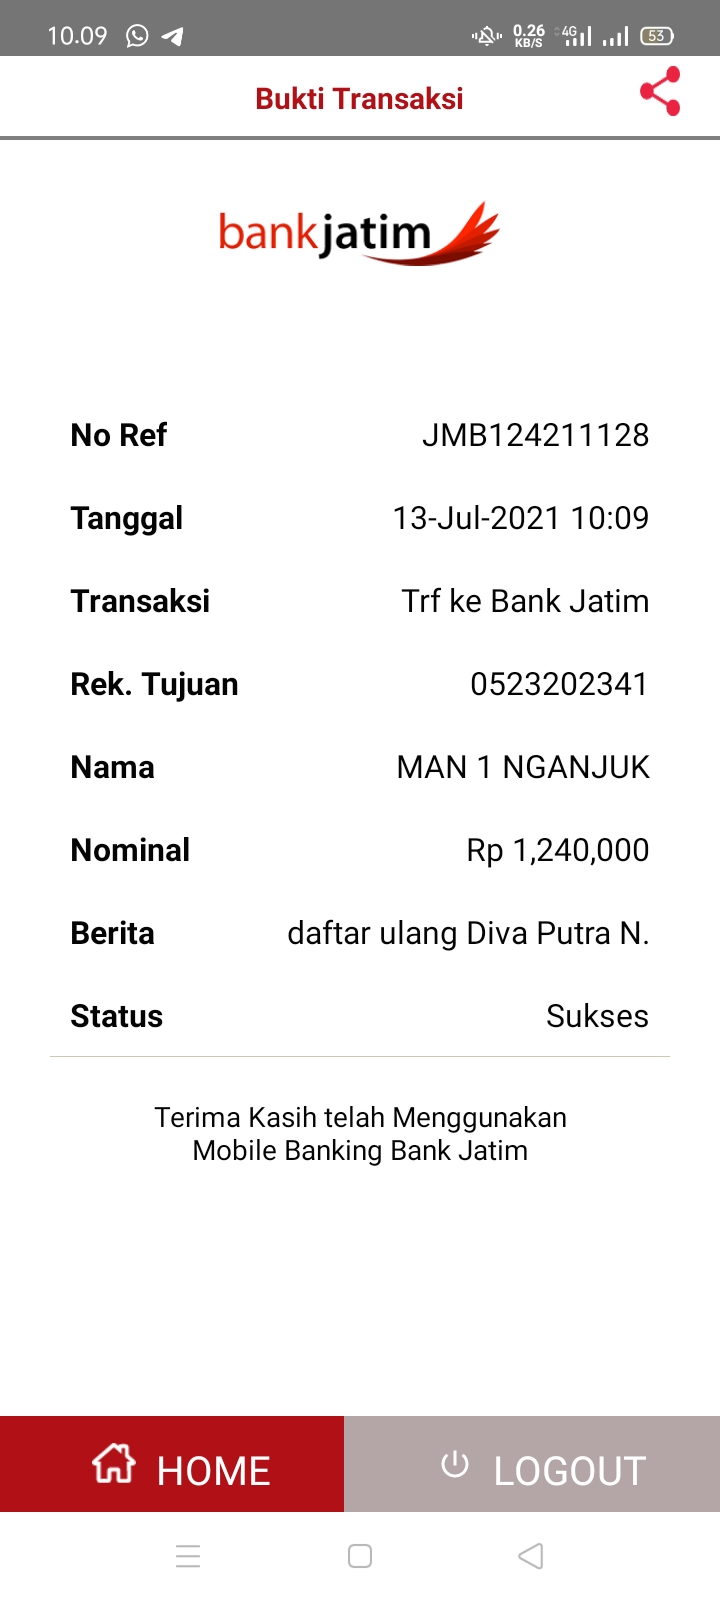 10.09 0.26 KB/S 4G 53
Bukti Transaksi
bankjatim
No Ref JMB124211128
Tanggal 13-Jul-2021 10:09
Transaksi Trf ke Bank Jatim
Rek. Tujuan 0523202341
Nama MAN 1 NGANJUK
Nominal Rp 1,240,000
Berita daftar ulang Diva Putra N.
Status Sukses
Terima Kasih telah Menggunakan
Mobile Banking Bank Jatim
HOME LOGOUT